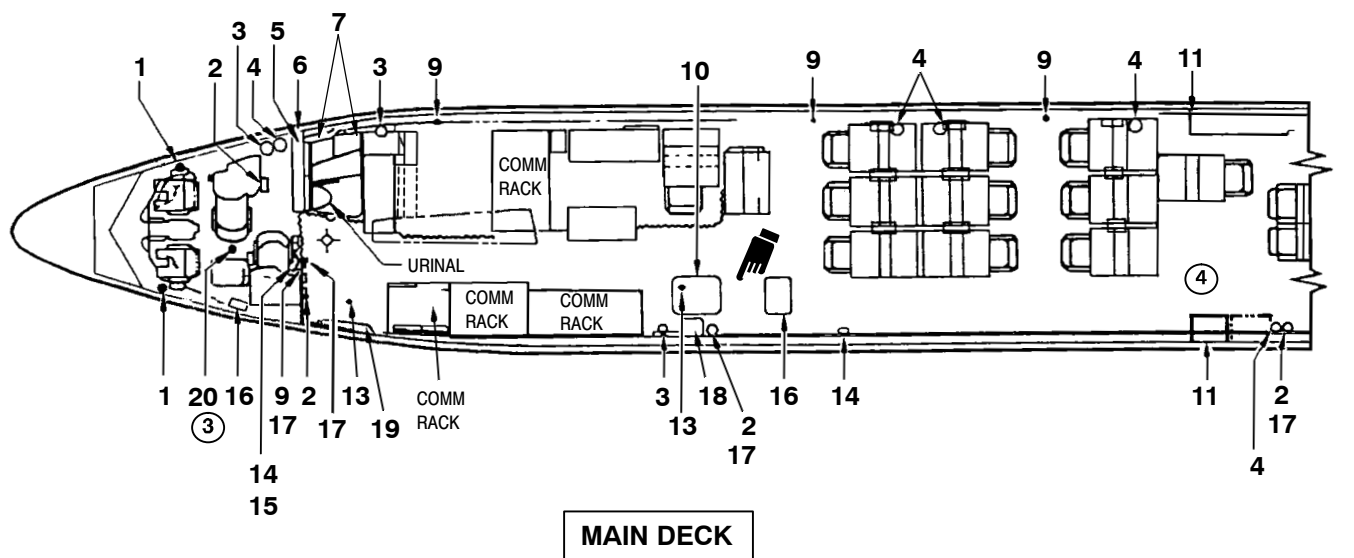 7
3 5
1 2 4 6 3 9 10 9 4 9 4 11
COMM
RACK
URINAL
4
COMM
RACK
COMM
RACK
COMM
RACK
1 20 16 9 2 17 13 19 3 13 18 2 16 14 11 4 2
3 17 17 17
14
15
MAIN DECK